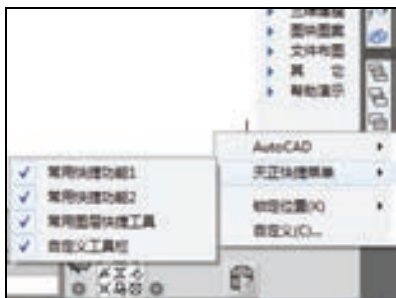 三维建模
图块图案
文件布图
其 它
帮助演示
AutoCAD
天正快捷菜单
锁定位置(X)
自定义(C)...
常用快捷功能1
常用快捷功能2
常用图层快捷工具
自定义工具栏